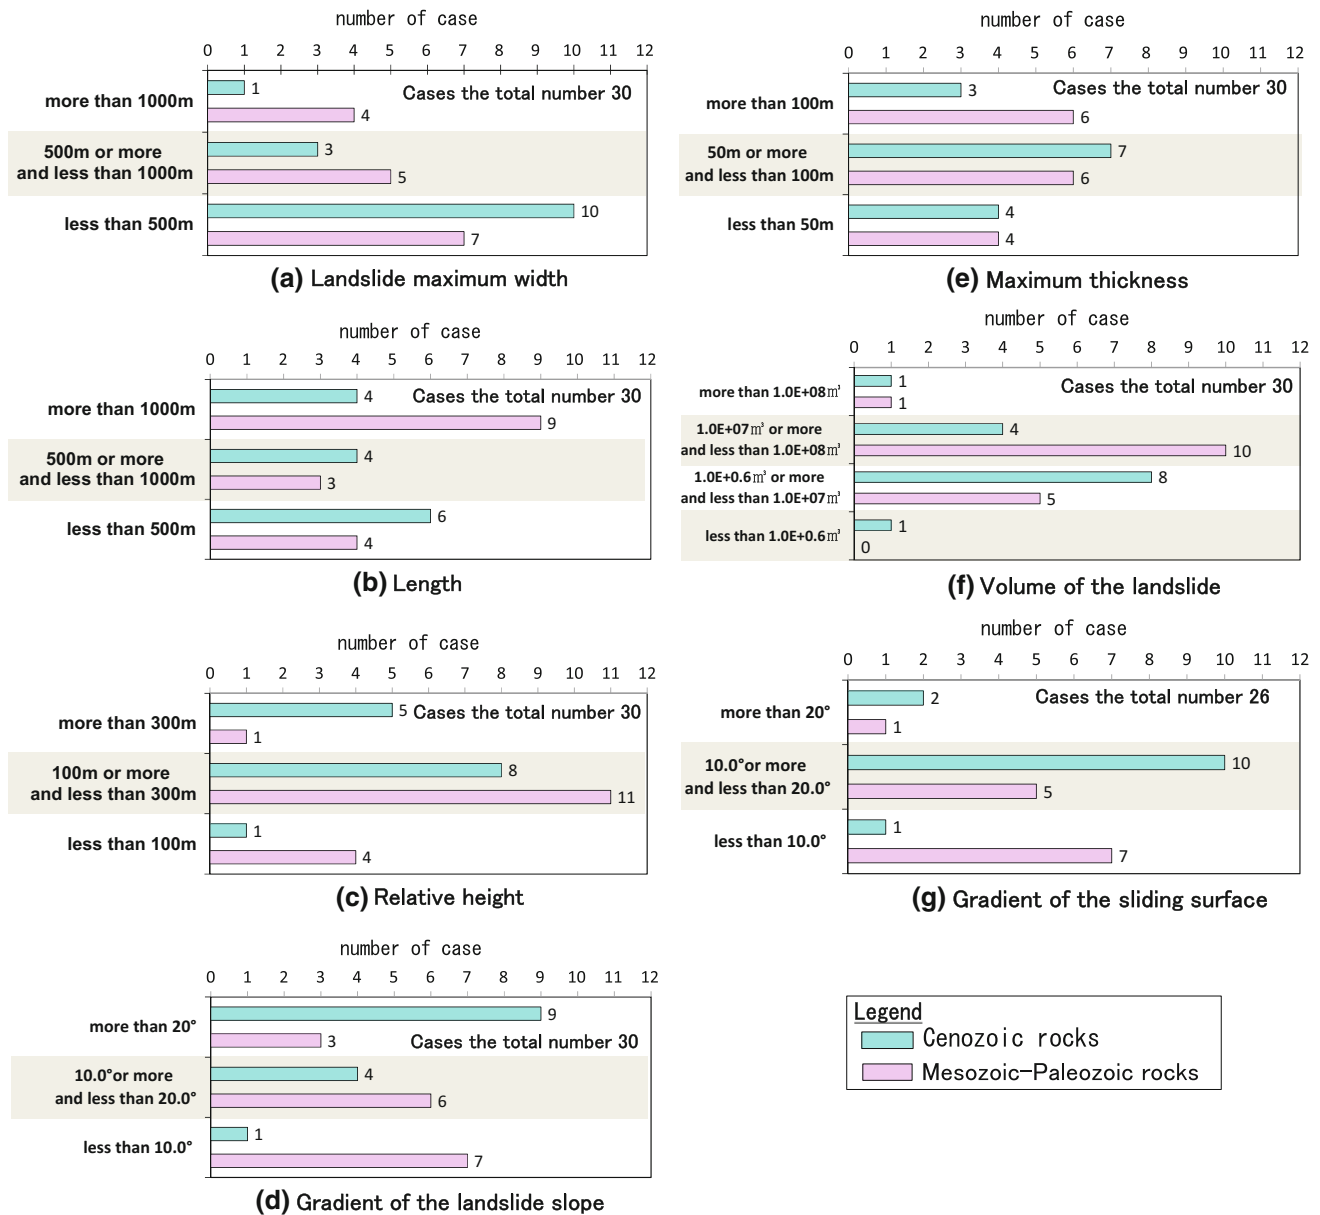 number of case
0 1 2 3 4 5 6 7 8 9 10 11 12
Cases the total number 30
more than 1000m
1
4
500m or more
and less than 1000m
3
5
less than 500m
10
7
(a) Landslide maximum width
number of case
0 1 2 3 4 5 6 7 8 9 10 11 12
Cases the total number 30
more than 1000m
4
9
500m or more
and less than 1000m
4
3
less than 500m
6
4
(b) Length
number of case
0 1 2 3 4 5 6 7 8 9 10 11 12
Cases the total number 30
more than 300m
5
1
100m or more
and less than 300m
8
11
less than 100m
1
4
(c) Relative height
number of case
0 1 2 3 4 5 6 7 8 9 10 11 12
more than 20°
9
3
Cases the total number 30
10.0°or more
and less than 20.0°
4
6
less than 10.0°
1
7
(d) Gradient of the landslide slope
number of case
0 1 2 3 4 5 6 7 8 9 10 11 12
Cases the total number 30
more than 100m
3
6
50m or more
and less than 100m
7
6
less than 50m
4
4
(e) Maximum thickness
number of case
0 1 2 3 4 5 6 7 8 9 10 11 12
Cases the total number 30
more than 1.0E+08㎥
1
1
1.0E+07㎥ or more
and less than 1.0E+08㎥
4
10
1.0E+0.6㎥ or more
and less than 1.0E+07㎥
8
5
less than 1.0E+0.6㎥
1
0
(f) Volume of the landslide
number of case
0 1 2 3 4 5 6 7 8 9 10 11 12
Cases the total number 26
more than 20°
2
1
10.0°or more
and less than 20.0°
10
5
less than 10.0°
1
7
(g) Gradient of the sliding surface
Legend
Cenozoic rocks
Mesozoic-Paleozoic rocks